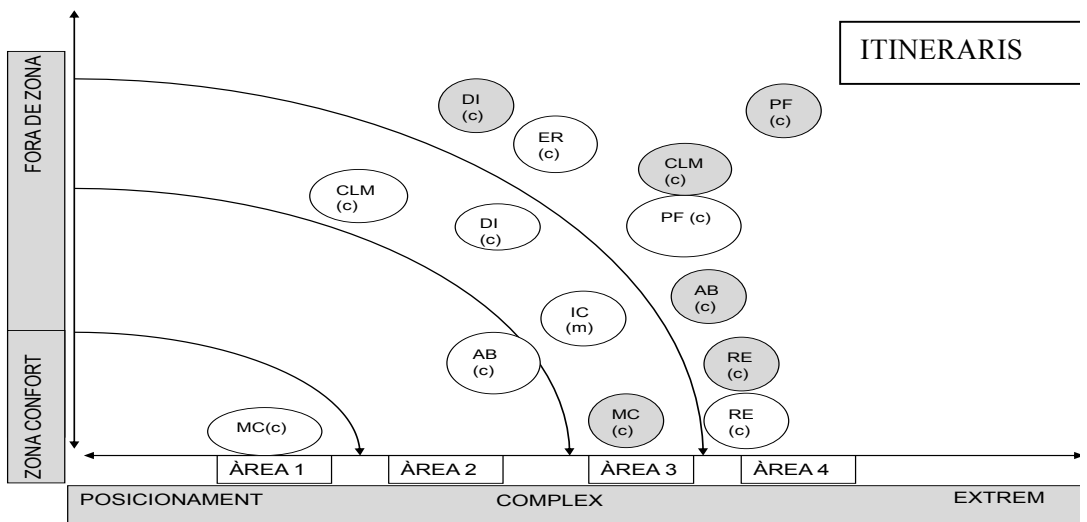 ITINERARIS
FORA DE ZONA
ZONA CONFORT
DI
(c)
PF
(c)
ER
(c)
CLM
(c)
CLM
(c)
PF (c)
DI
(c)
AB
(c)
IC
(m)
AB
(c)
RE
(c)
MC(c)
MC
(c)
RE
(c)
ÀREA 1
ÀREA 2
ÀREA 3
ÀREA 4
POSICIONAMENT
COMPLEX
EXTREM